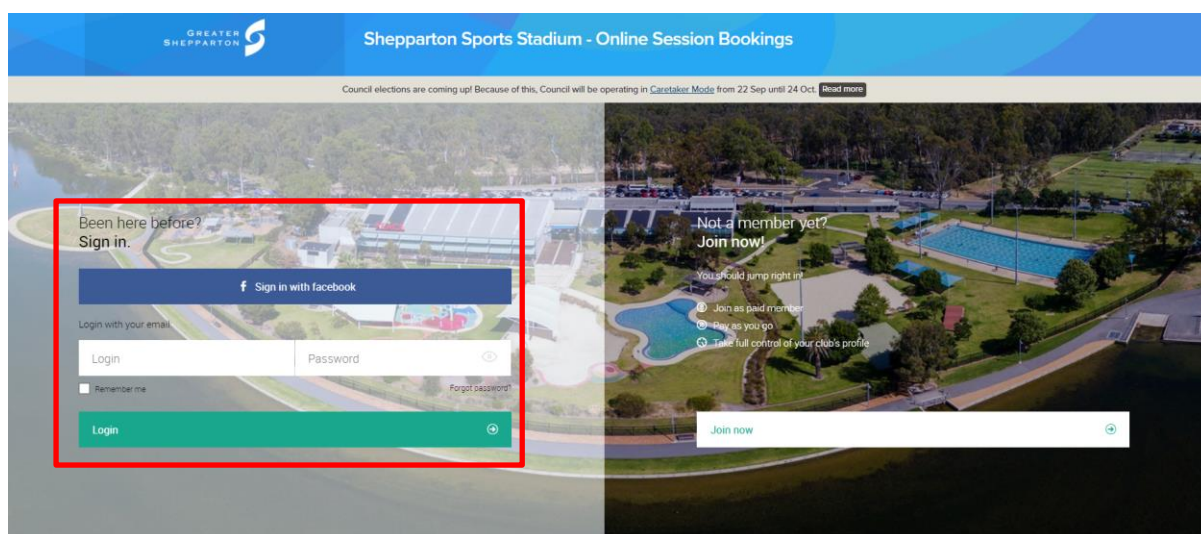 GREATER
SHEPPARTON
Shepparton Sports Stadium - Online Session Bookings
Council elections are coming up! Because of this, Council will be operating in Caretaker Mode from 22 Sep until 24 Oct. Read more
Been here before?
Sign in.
f Sign in with facebook
Login with your email
Login Password
Remember me Forgot password?
Login
Not a member yet?
Join now!
You should jump right in!
Join as paid member
Pay as you go
Take full control of your club's profile
Join now